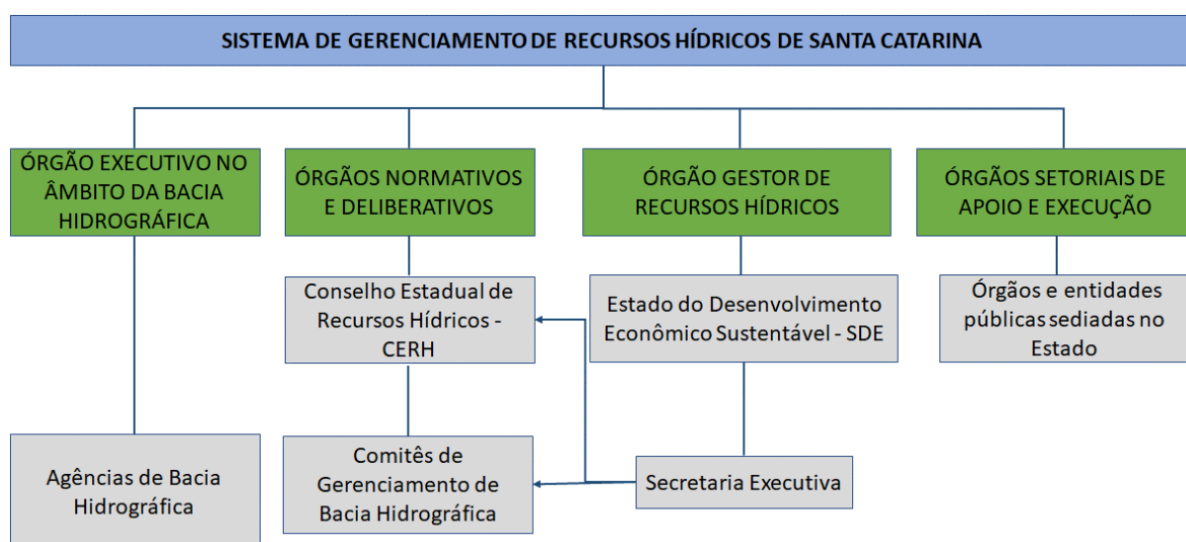 SISTEMA DE GERENCIAMENTO DE RECURSOS HÍDRICOS DE SANTA CATARINA
ÓRGÃO EXECUTIVO NO
ÂMBITO DA BACIA
HIDROGRÁFICA
ÓRGÃOS NORMATIVOS
E DELIBERATIVOS
ÓRGÃO GESTOR DE
RECURSOS HÍDRICOS
ÓRGÃOS SETORIAIS DE
APOIO E EXECUÇÃO
Conselho Estadual de
Recursos Hídricos -
CERH
Estado do Desenvolvimento
Econômico Sustentável - SDE
Órgãos e entidades
públicas sediadas no
Estado
Agências de Bacia
Hidrográfica
Comitês de
Gerenciamento de
Bacia Hidrográfica
Secretaria Executiva